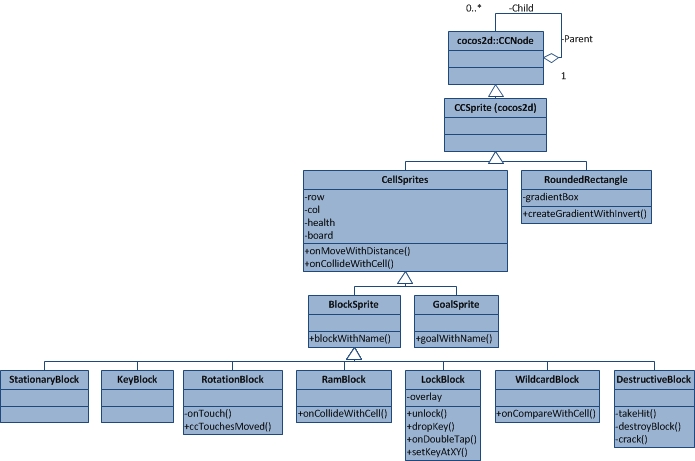 0..*
-Child
cocos2d::CCNode
-Parent
1
CCSprite (cocos2d)
CellSprites
-row
-col
-health
-board
+onMoveWithDistance()
+onCollideWithCell()
RoundedRectangle
-gradientBox
+createGradientWithInvert()
BlockSprite
+blockWithName()
GoalSprite
+goalWithName()
StationaryBlock
KeyBlock
RotationBlock
-onTouch()
+ccTouchesMoved()
RamBlock
+onCollideWithCell()
LockBlock
-overlay
+unlock()
+dropKey()
+onDoubleTap()
+setKeyAtXY()
WildcardBlock
+onCompareWithCell()
DestructiveBlock
-takeHit()
-destroyBlock()
-crack()